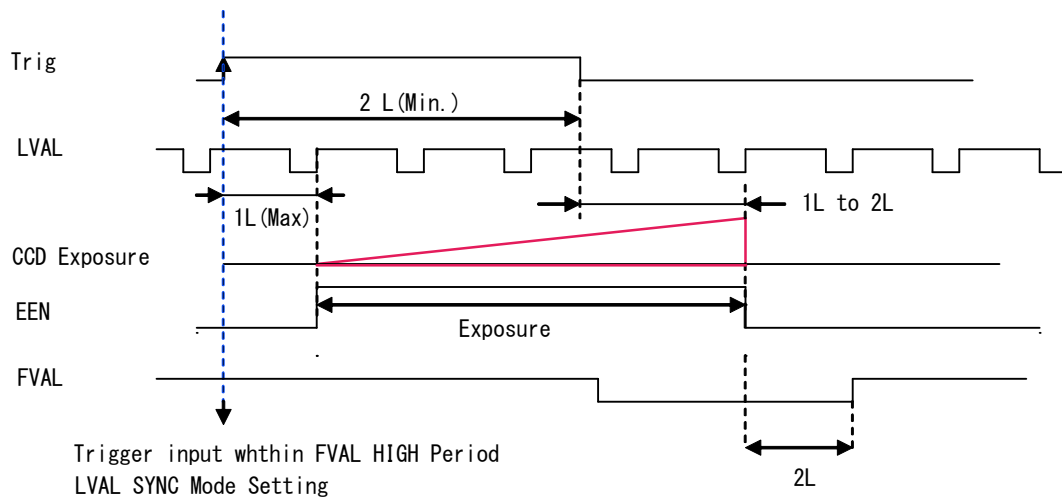 Trig
2 L(Min.)
LVAL
1L(Max)
1L to 2L
CCD Exposure
EEN
Exposure
FVAL
Trigger input whthin FVAL HIGH Period
LVAL SYNC Mode Setting
2L